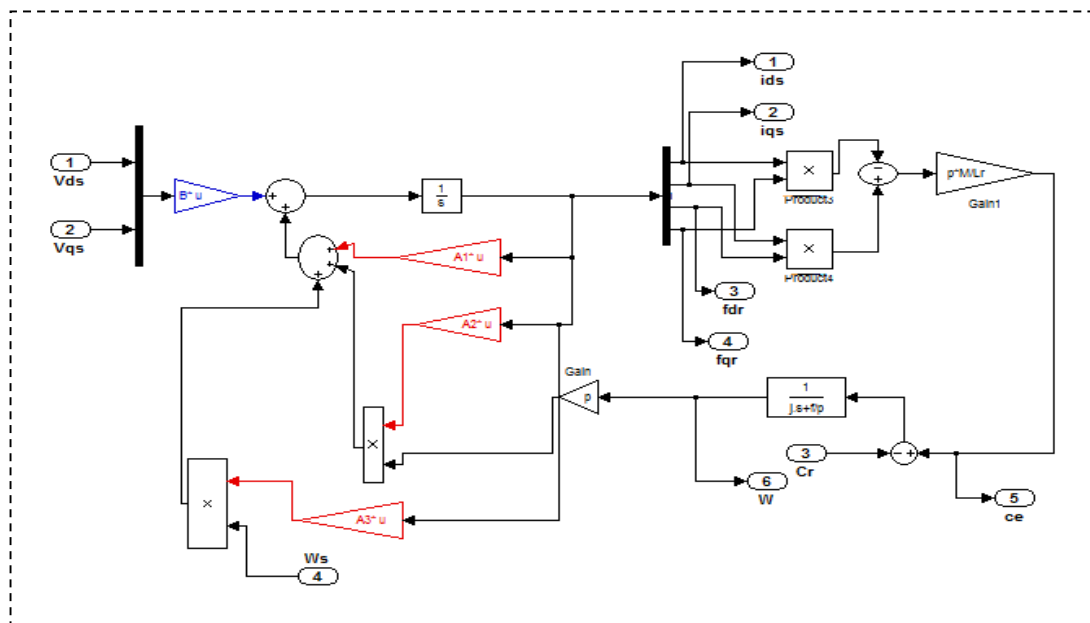 1
ids
2
iqs
1
Vds
2
Vqs
B* u
+
+
1
s
×
Product3
−
+
p*M/Lr
Gain1
×
Product4
+
+
+
A1* u
3
fdr
A2* u
4
fqr
Gain
p
1
j.s+f/p
×
3
Cr
− +
6
W
5
ce
×
A3* u
Ws
4